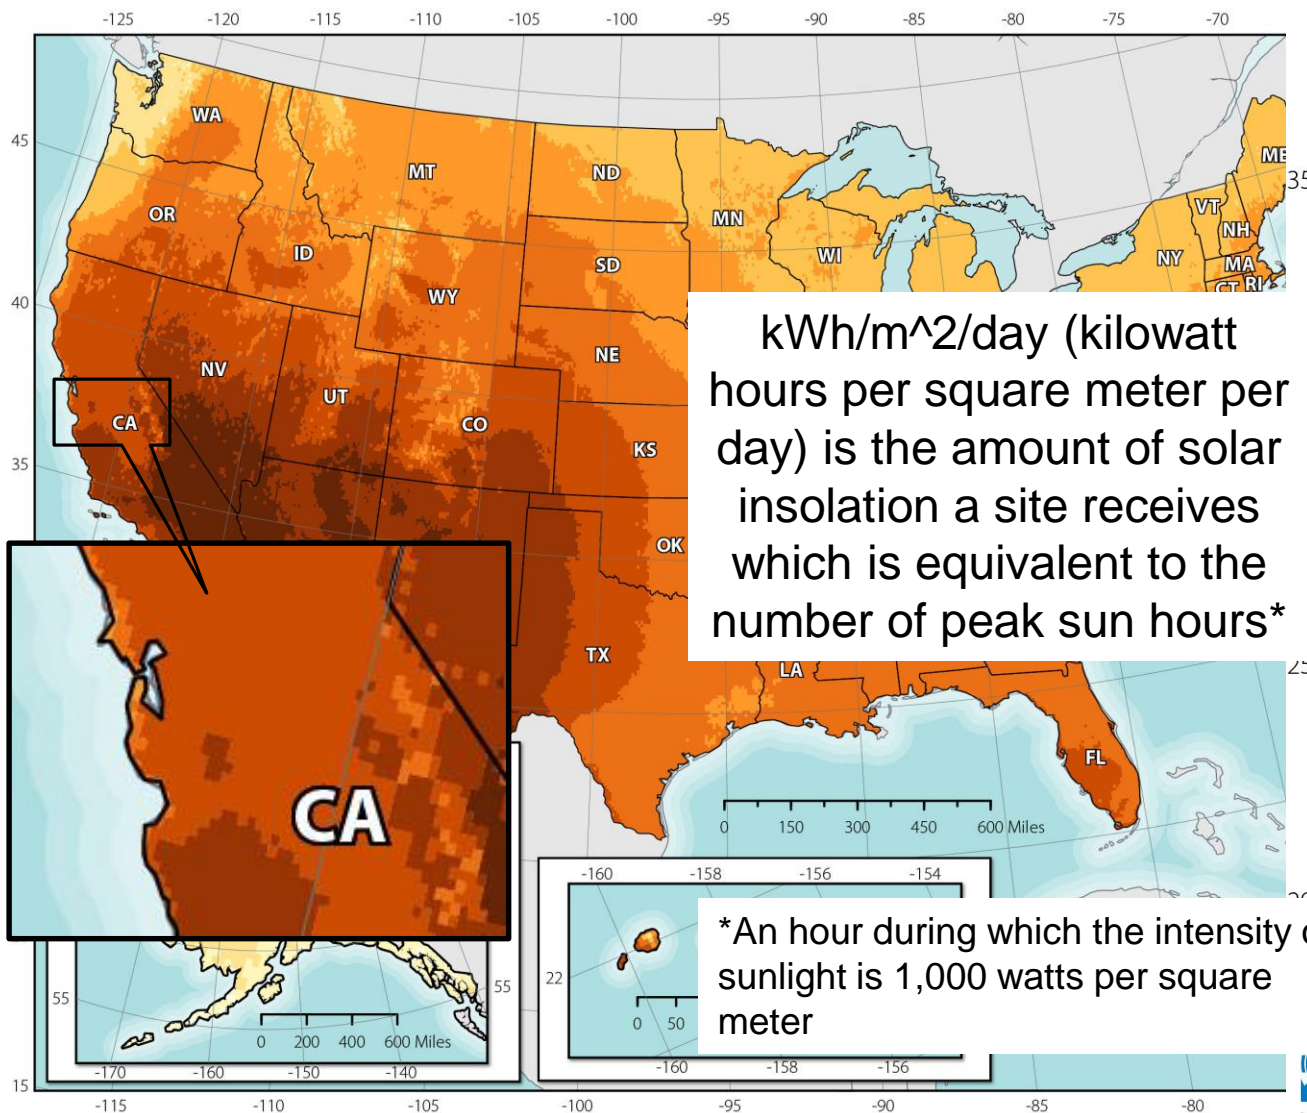 -125 -120 -115 -110 -105 -100 -95 -90 -85 -80 -75 -70
45
40
35
15
35
25
WA
MT
ND
MN
WI
ME
VT
NH
NY
MA
CT RI
OR
ID
SD
WY
NE
NV
UT
CO
CA
KS
OK
TX
LA
FL
kWh/m^2/day (kilowatt
hours per square meter per
day) is the amount of solar
insolation a site receives
which is equivalent to the
number of peak sun hours*
CA
0 150 300 450 600 Miles
-160 -158 -156 -154
22
0 50
-160 -158 -156
*An hour during which the intensity
sunlight is 1,000 watts per square
meter
55 55
0 200 400 600 Miles
-170 -160 -150 -140
-115 -110 -105 -100 -95 -90 -85 -80